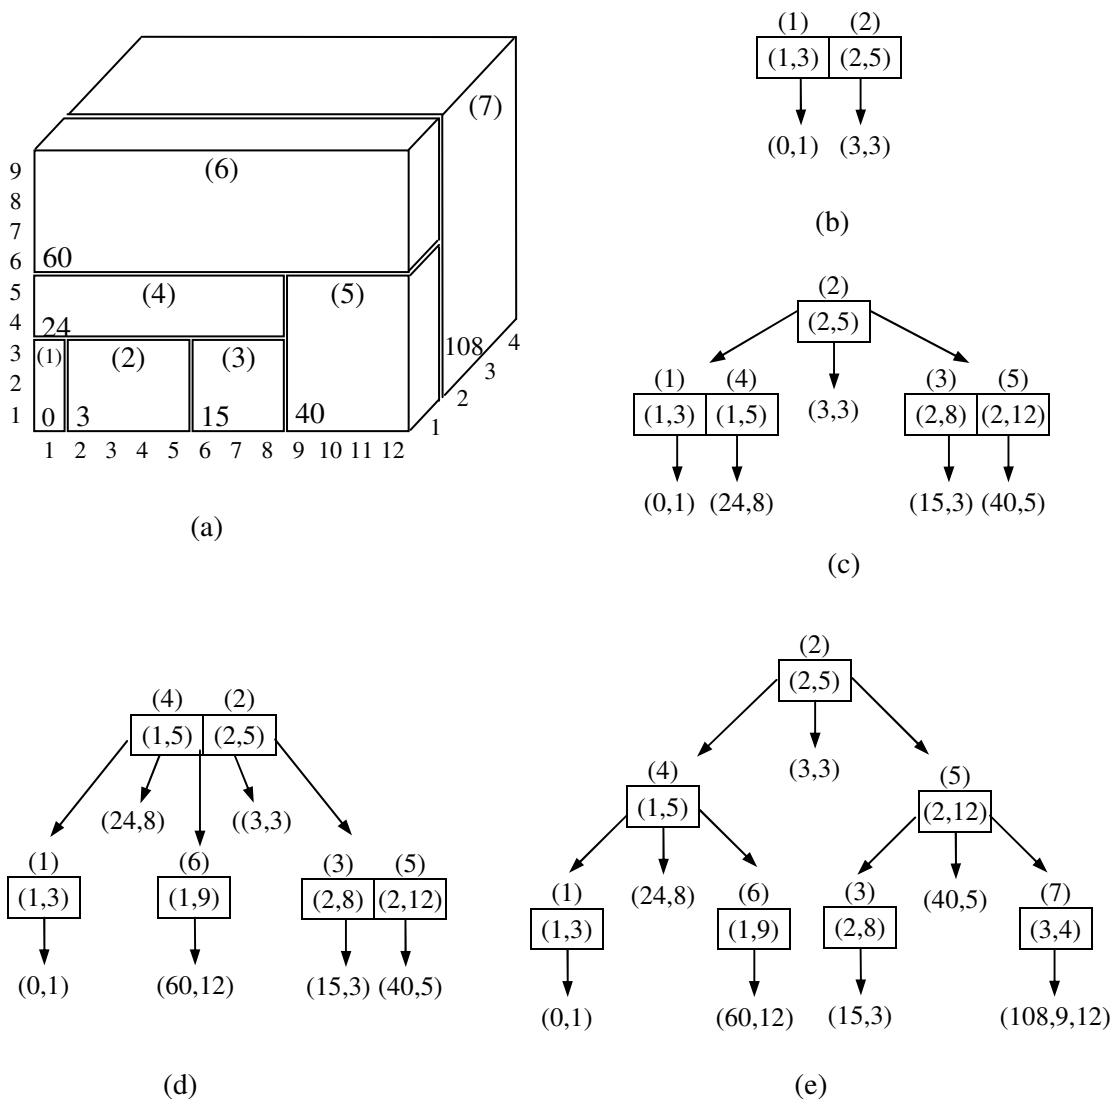 (7)
(6)
9
8
7
6
60
5
4
(4)
(5)
24
3
2
1
(1)
(2)
(3)
0
3
15
40
108
4
3
2
1
1 2 3 4 5 6 7 8 9 10 11 12
(a)
(1) (2)
(1,3) (2,5)
(0,1) (3,3)
(b)
(2)
(2,5)
(1) (4) (3,3) (3) (5)
(1,3) (1,5) (2,8) (2,12)
(0,1) (24,8) (15,3) (40,5)
(c)
(4) (2)
(1,5) (2,5)
(24,8) ((3,3)
(1) (6) (3) (5)
(1,3) (1,9) (2,8) (2,12)
(0,1) (60,12) (15,3) (40,5)
(d)
(2)
(2,5)
(3,3)
(4) (5)
(1,5) (2,12)
(24,8) (40,5)
(1) (6) (3) (7)
(1,3) (1,9) (2,8) (3,4)
(0,1) (60,12) (15,3) (108,9,12)
(e)